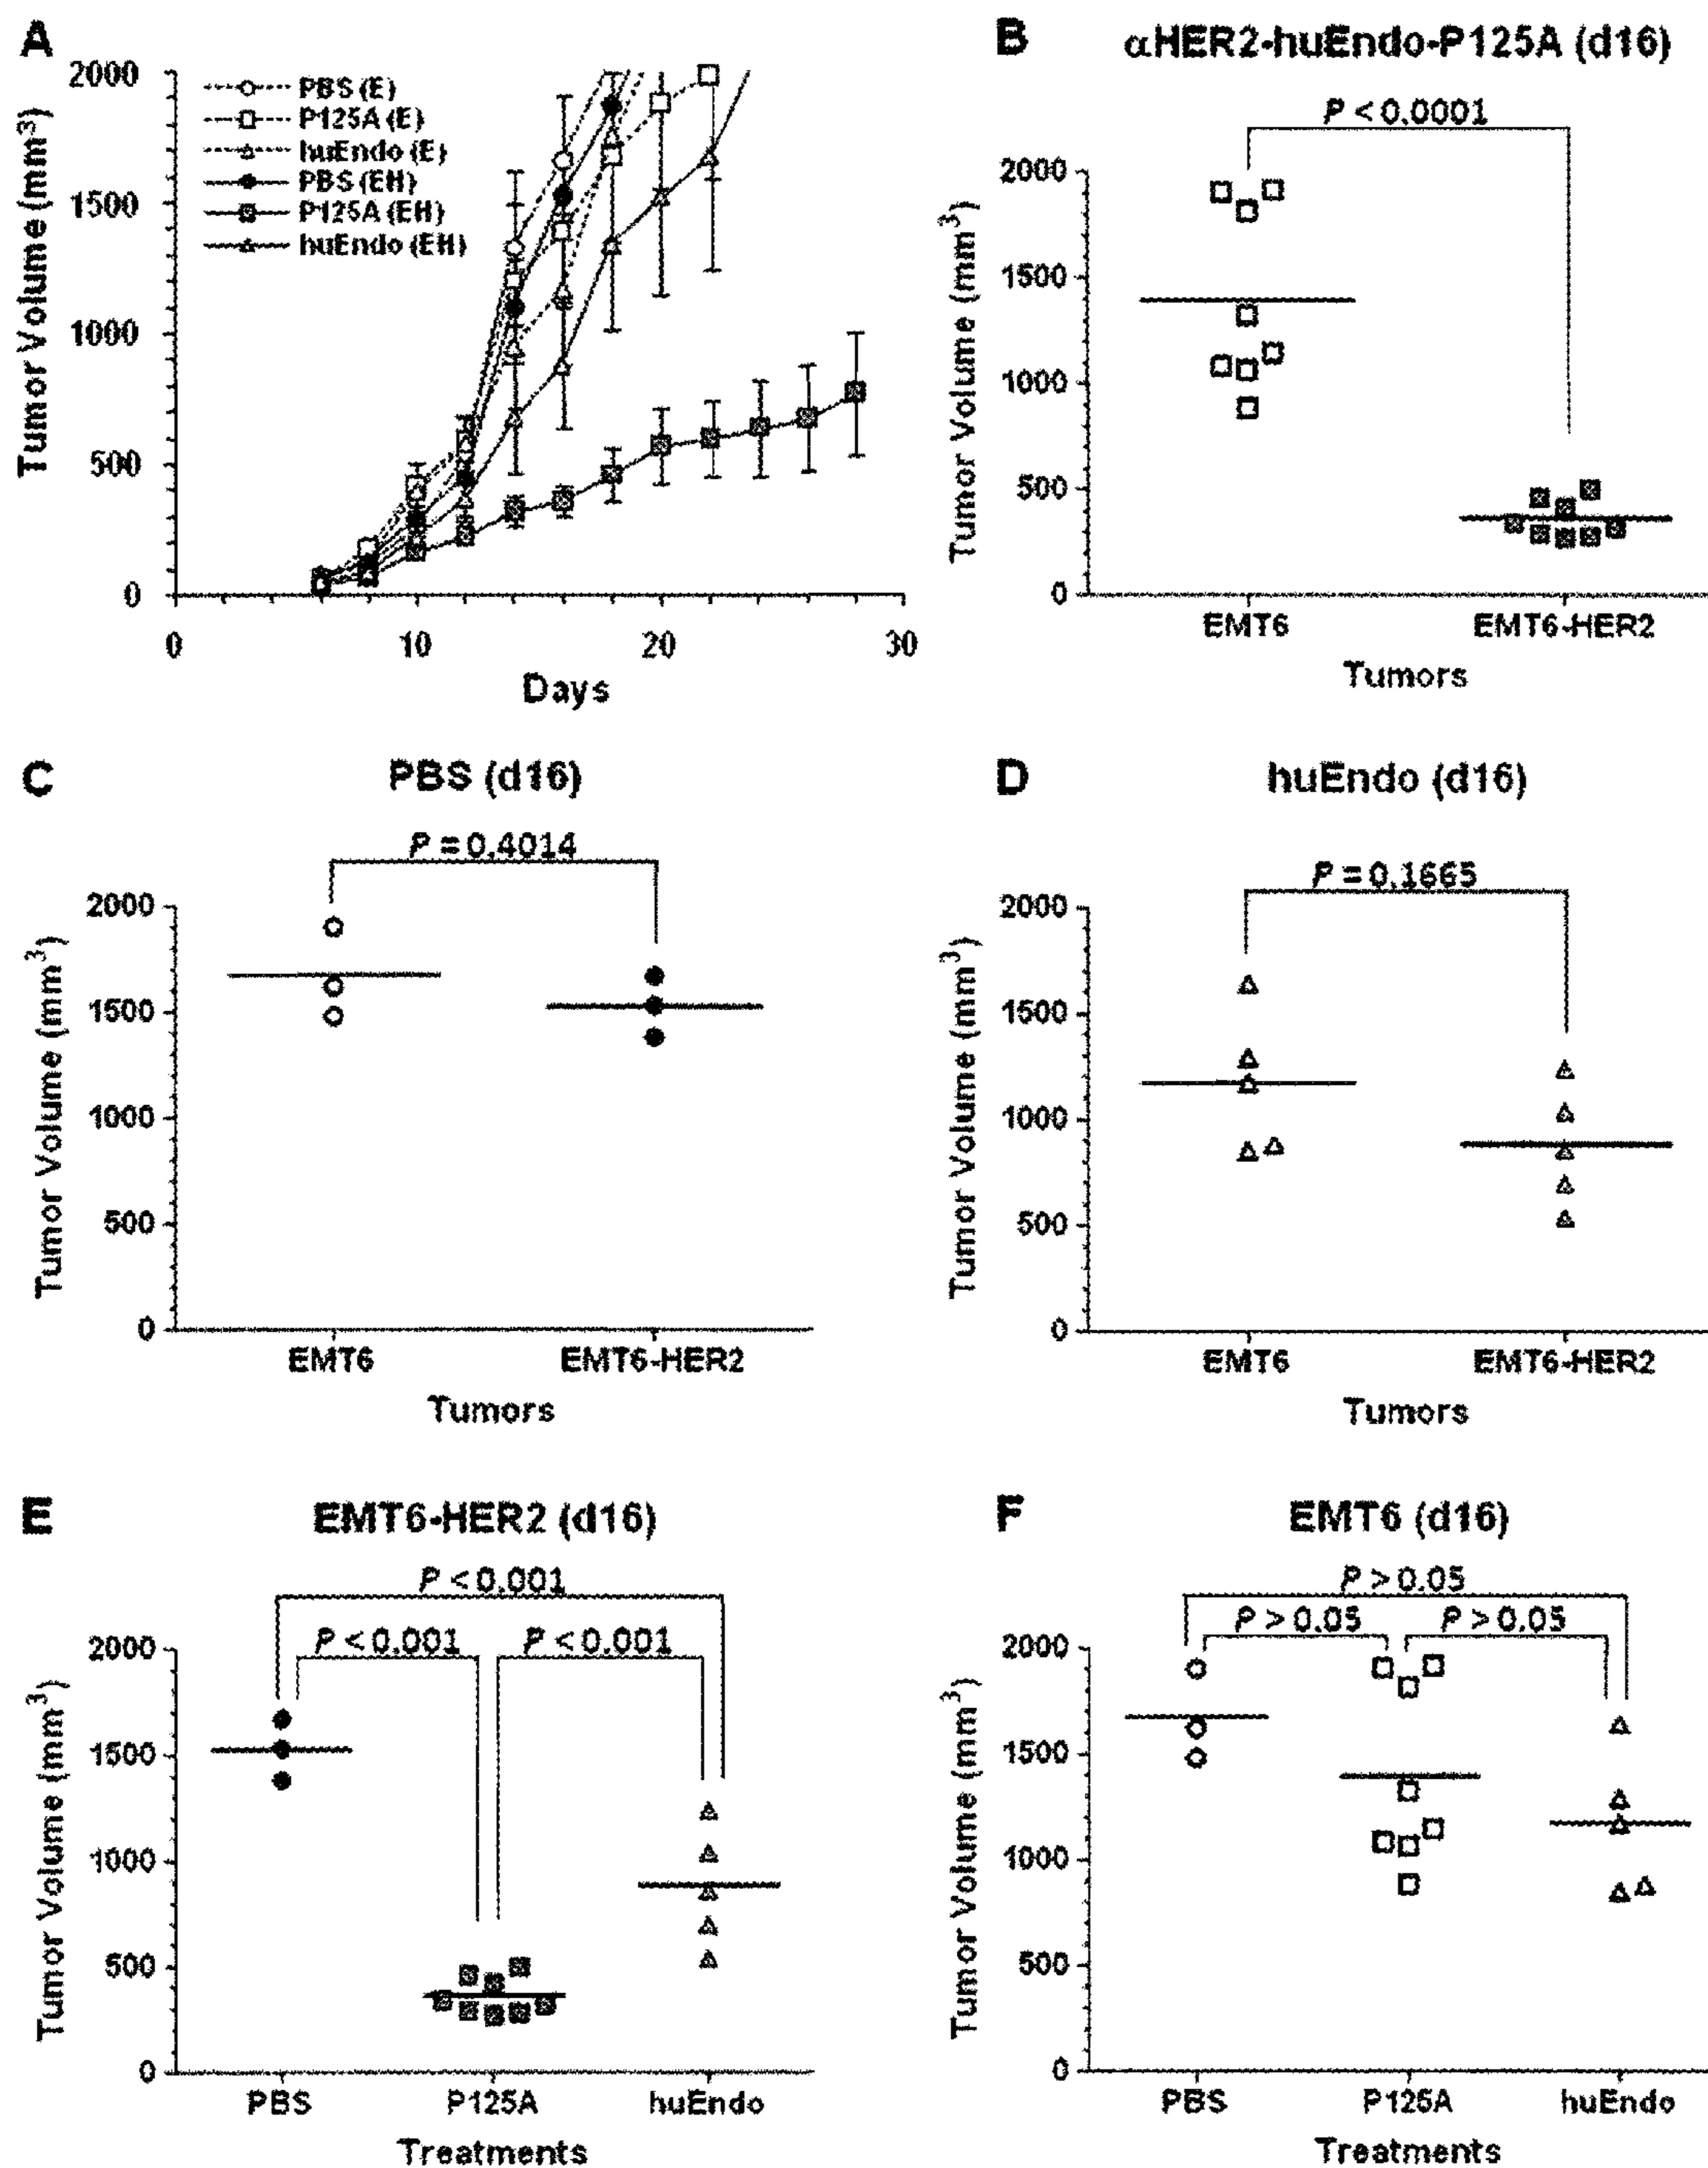 A
2000
1500
1000
500
0
Tumor Volume (mm³)
PBS (E)
P125A (E)
huEndo (E)
PBS (EH)
P125A (EH)
huEndo (EH)
0 10 20 30
Days
B αHER2-huEndo-P125A (d16)
P < 0.0001
2000
1500
1000
500
0
Tumor Volume (mm³)
EMT6 EMT6-HER2
Tumors
C PBS (d16)
P = 0.4014
2000
1500
1000
500
0
Tumor Volume (mm³)
EMT6 EMT6-HER2
Tumors
D huEndo (d16)
P = 0.1665
2000
1500
1000
500
0
Tumor Volume (mm³)
EMT6 EMT6-HER2
Tumors
E EMT6-HER2 (d16)
P < 0.001
P < 0.001 P < 0.001
2000
1500
1000
500
0
Tumor Volume (mm³)
PBS P125A huEndo
Treatments
F EMT6 (d16)
P > 0.05
P > 0.05 P > 0.05
2000
1500
1000
500
0
Tumor Volume (mm³)
PBS P125A huEndo
Treatments